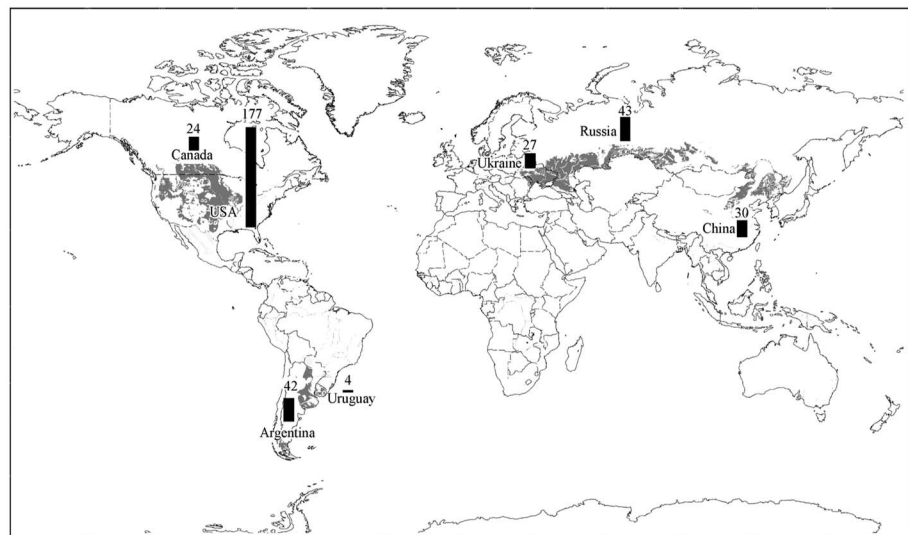 177
24
Canada
USA
43
Russia
27
Ukraine
30
China
42
Argentina
4
Uruguay